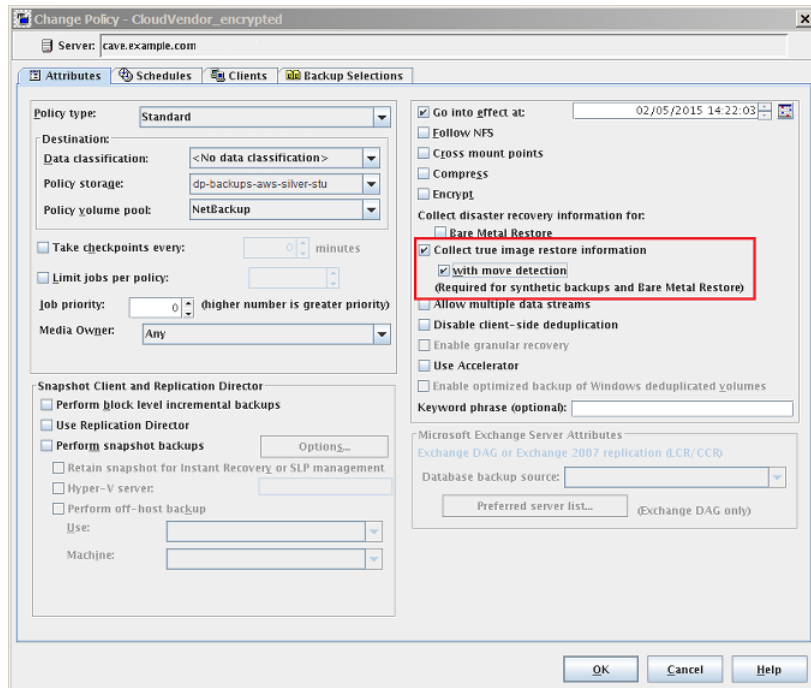 Change Policy - CloudVendor_encrypted
Server: cave.example.com
Attributes Schedules Clients Backup Selections
Policy type: Standard
Destination:
Data classification: <No data classification>
Policy storage: dp-backups-aws-silver-stu
Policy volume pool: NetBackup
Take checkpoints every: 0 minutes
Limit jobs per policy:
Job priority: 0 (higher number is greater priority)
Media Owner: Any
Snapshot Client and Replication Director
Perform block level incremental backups
Use Replication Director
Perform snapshot backups Options...
Retain snapshot for Instant Recovery or SLP management
Hyper-V server:
Perform off-host backup
Use:
Machine:
Go into effect at: 02/05/2015 14:22:03
Follow NFS
Cross mount points
Compress
Encrypt
Collect disaster recovery information for:
Bare Metal Restore
Collect true image restore information
with move detection
(Required for synthetic backups and Bare Metal Restore)
Allow multiple data streams
Disable client-side deduplication
Enable granular recovery
Use Accelerator
Enable optimized backup of Windows deduplicated volumes
Keyword phrase (optional):
Microsoft Exchange Server Attributes
Exchange DAG or Exchange 2007 replication (LCR/CCR)
Database backup source:
Preferred server list... (Exchange DAG only)
OK Cancel Help